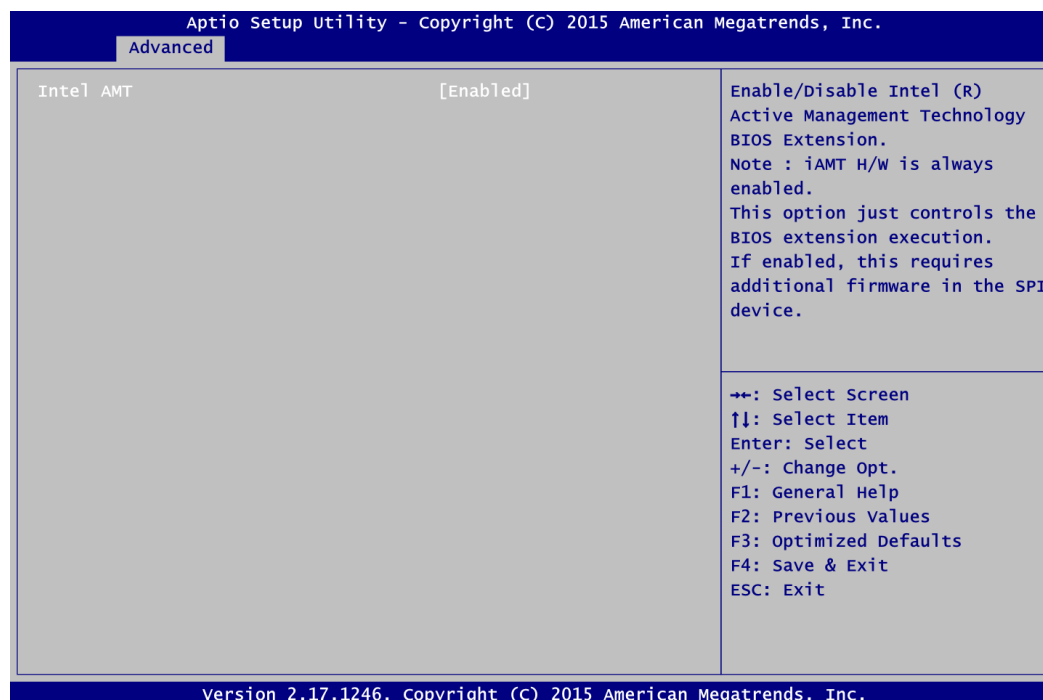 Aptio Setup Utility - Copyright (C) 2015 American Megatrends, Inc.
Advanced
Intel AMT [Enabled]
Enable/Disable Intel (R)
Active Management Technology
BIOS Extension.
Note : iAMT H/W is always
enabled.
This option just controls the
BIOS extension execution.
If enabled, this requires
additional firmware in the SPI
device.
→←: Select Screen
↑↓: Select Item
Enter: Select
+/-: Change Opt.
F1: General Help
F2: Previous Values
F3: Optimized Defaults
F4: Save & Exit
ESC: Exit
Version 2.17.1246. Copyright (C) 2015 American Megatrends, Inc.